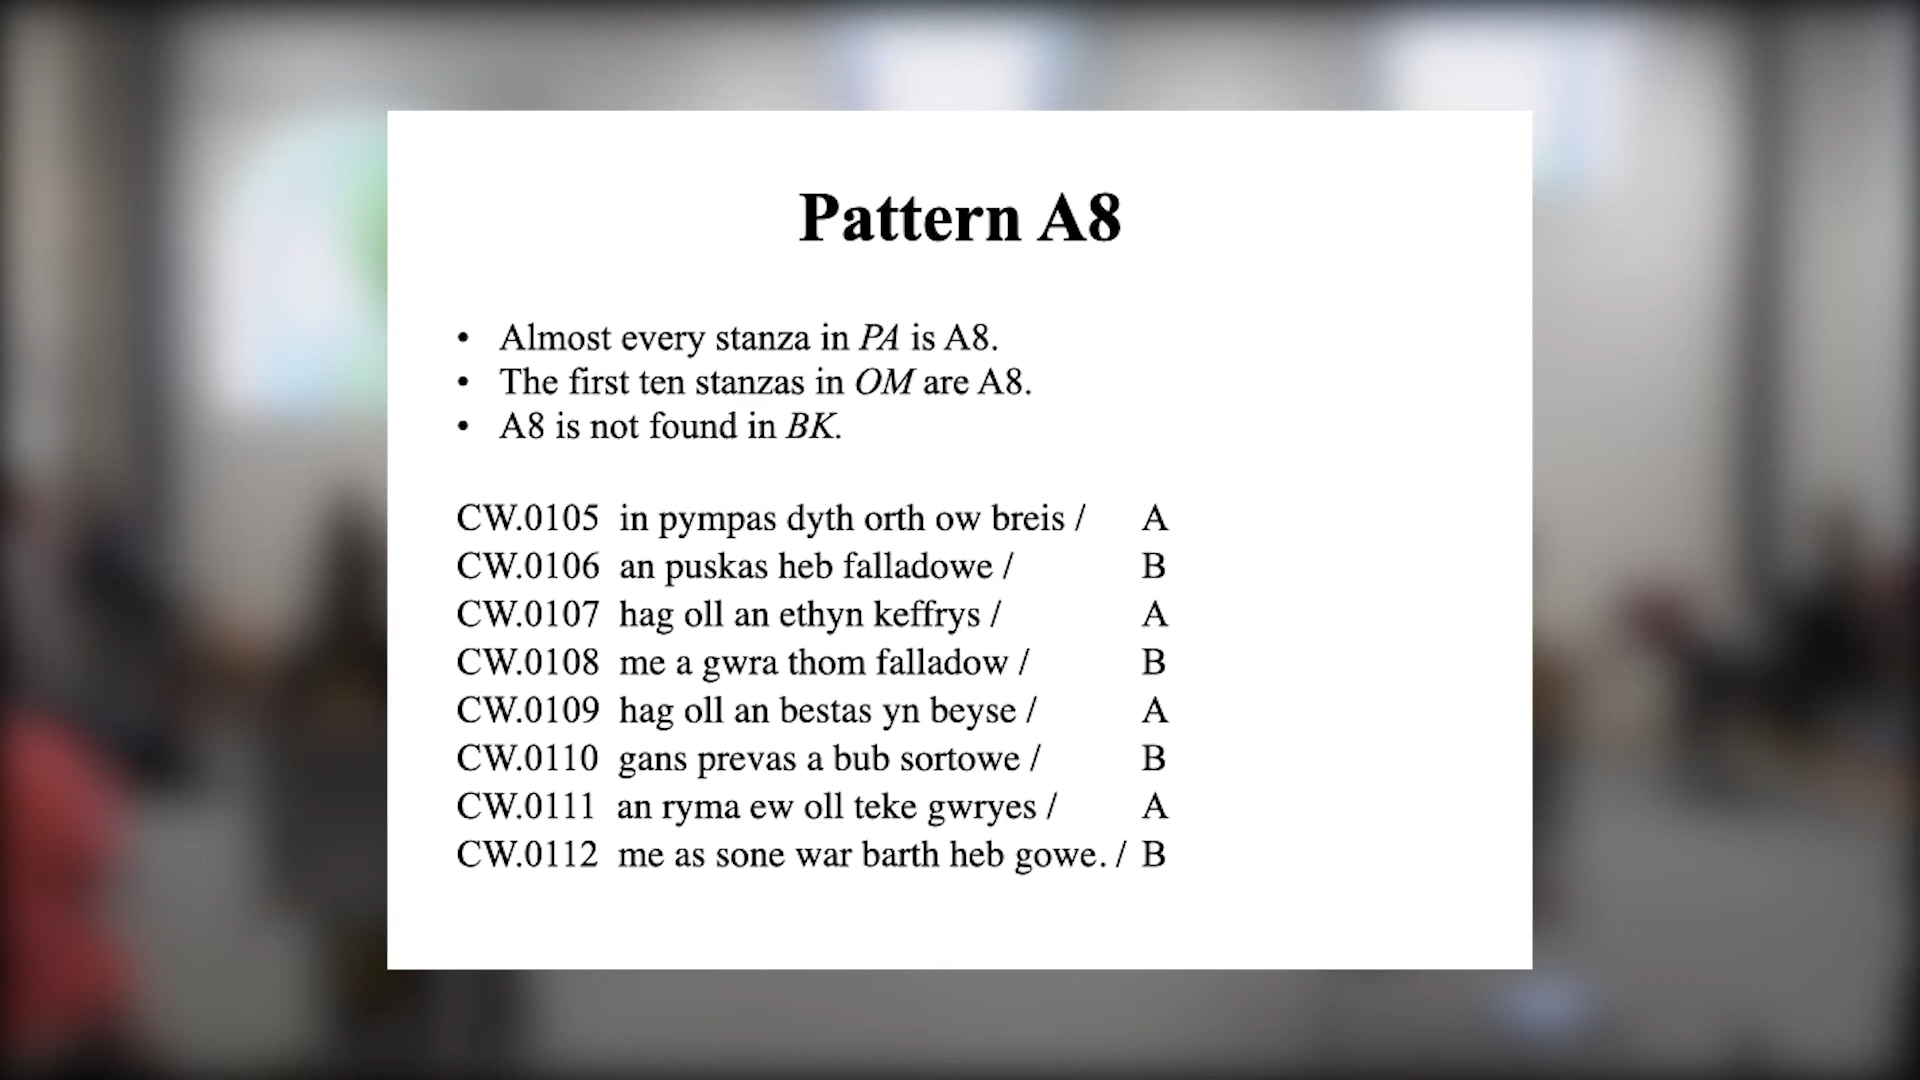 Pattern A8
• Almost every stanza in PA is A8.
• The first ten stanzas in OM are A8.
• A8 is not found in BK.
CW.0105 in pympas dyth orth ow breis / A
CW.0106 an puskas heb falladowe / B
CW.0107 hag oll an ethyn keffrys / A
CW.0108 me a gwra thom falladow / B
CW.0109 hag oll an bestas yn beyse / A
CW.0110 gans prevas a bub sortowe / B
CW.0111 an ryma ew oll teke gwryes / A
CW.0112 me as sone war barth heb gowe. / B